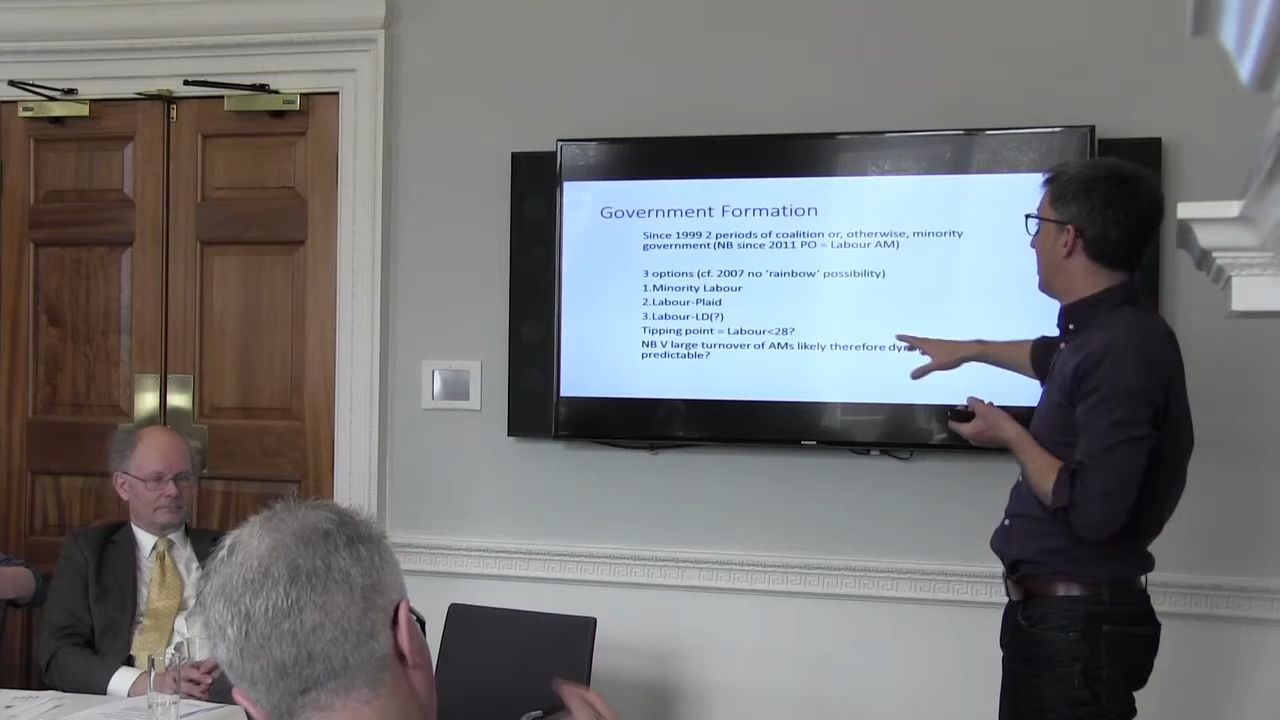 Government Formation
Since 1999 2 periods of coalition or, otherwise, minority
government (NB since 2011 PO = Labour AM)
3 options (cf. 2007 no 'rainbow' possibility)
1.Minority Labour
2.Labour-Plaid
3.Labour-LD(?)
Tipping point = Labour<28?
NB V large turnover of AMs likely therefore
predictable?